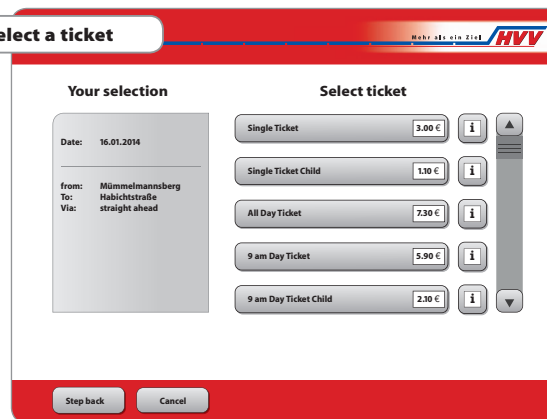 elect a ticket
Mehr als ein Ziel HVV
Your selection
Select ticket
Date: 16.01.2014
from: Mümmelmannsberg
To: Habichtstraße
Via: straight ahead
Single Ticket 3.00 € i
Single Ticket Child 1.10 € i
All Day Ticket 7.30 € i
9 am Day Ticket 5.90 € i
9 am Day Ticket Child 2.10 € i
Step back
Cancel